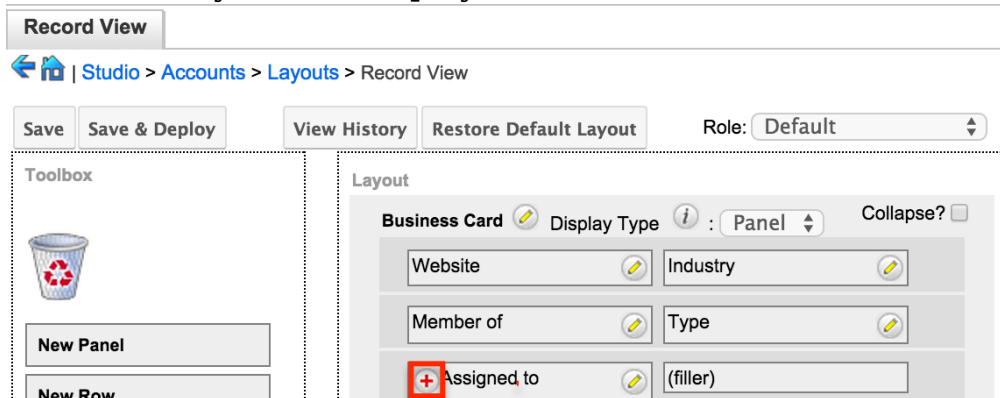 Record View
| Studio > Accounts > Layouts > Record View
Save Save & Deploy View History Restore Default Layout Role: Default
Toolbox
Layout
Business Card Display Type i : Panel Collapse?
Website Industry
Member of Type
New Panel
+ Assigned to (filler)
New Row